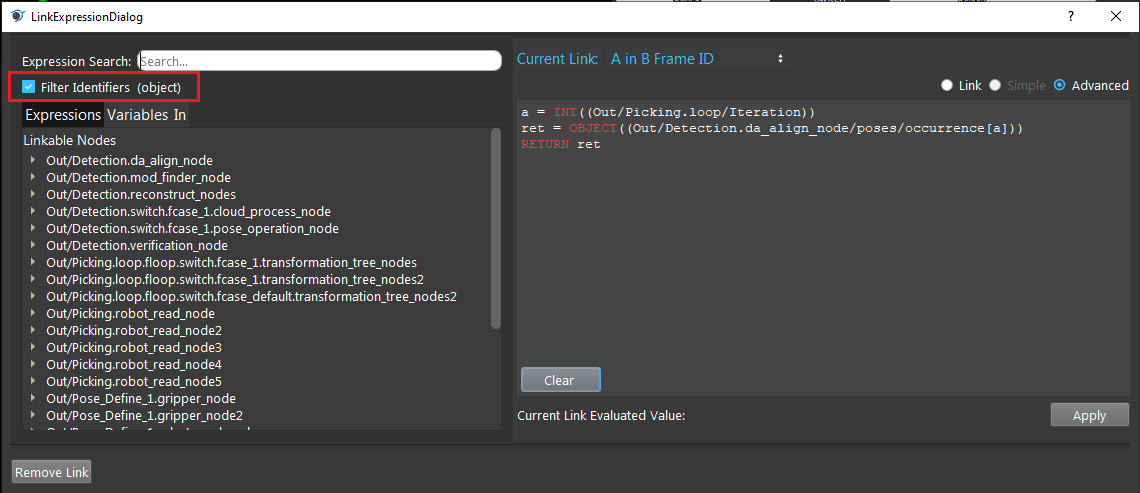 LinkExpressionDialog
?
Expression Search:
Search...
Filter Identifiers (object)
Expressions Variables In
Linkable Nodes
Out/Detection.da_align_node
Out/Detection.mod_finder_node
Out/Detection.reconstruct_nodes
Out/Detection.switch.fcase_1.cloud_process_node
Out/Detection.switch.fcase_1.pose_operation_node
Out/Detection.verification_node
Out/Picking.loop.floop.switch.fcase_1.transformation_tree_nodes
Out/Picking.loop.floop.switch.fcase_1.transformation_tree_nodes2
Out/Picking.loop.floop.switch.fcase_default.transformation_tree_nodes2
Out/Picking.robot_read_node
Out/Picking.robot_read_node2
Out/Picking.robot_read_node3
Out/Picking.robot_read_node4
Out/Picking.robot_read_node5
Out/Pose_Define_1.gripper_node
Out/Pose_Define_1.gripper_node2
Current Link: A in B Frame ID
Link Simple Advanced
a = INT((Out/Picking.loop/Iteration))
ret = OBJECT((Out/Detection.da_align_node/poses/occurrence[a]))
RETURN ret
Clear
Current Link Evaluated Value:
Apply
Remove Link